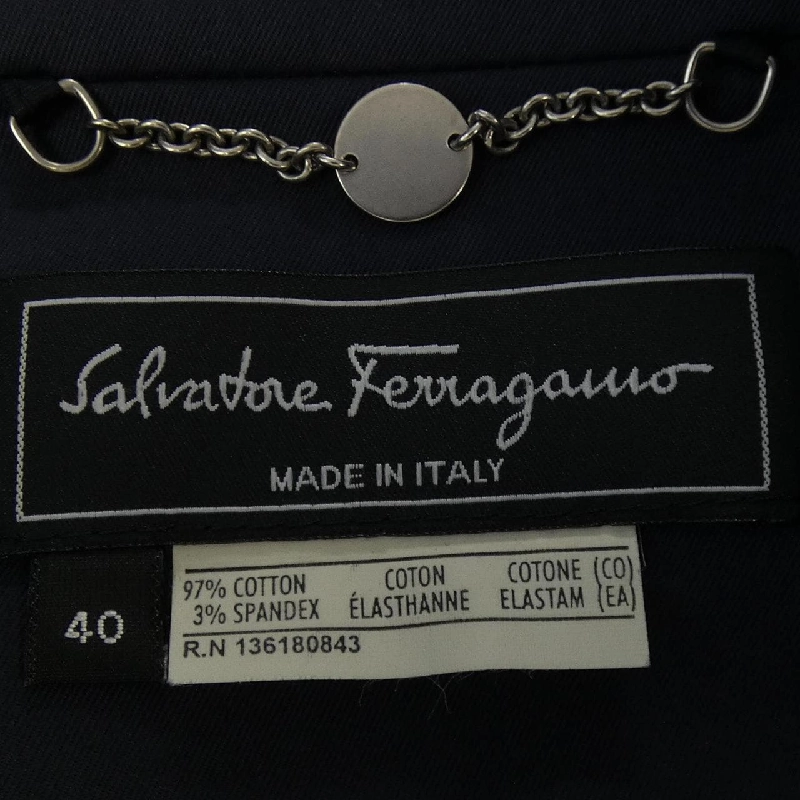 Salvatore Ferragamo
MADE IN ITALY
40
97% COTTON COTON COTONE (CO)
3% SPANDEX ÉLASTHANNE ELASTAM (EA)
R.N 136180843